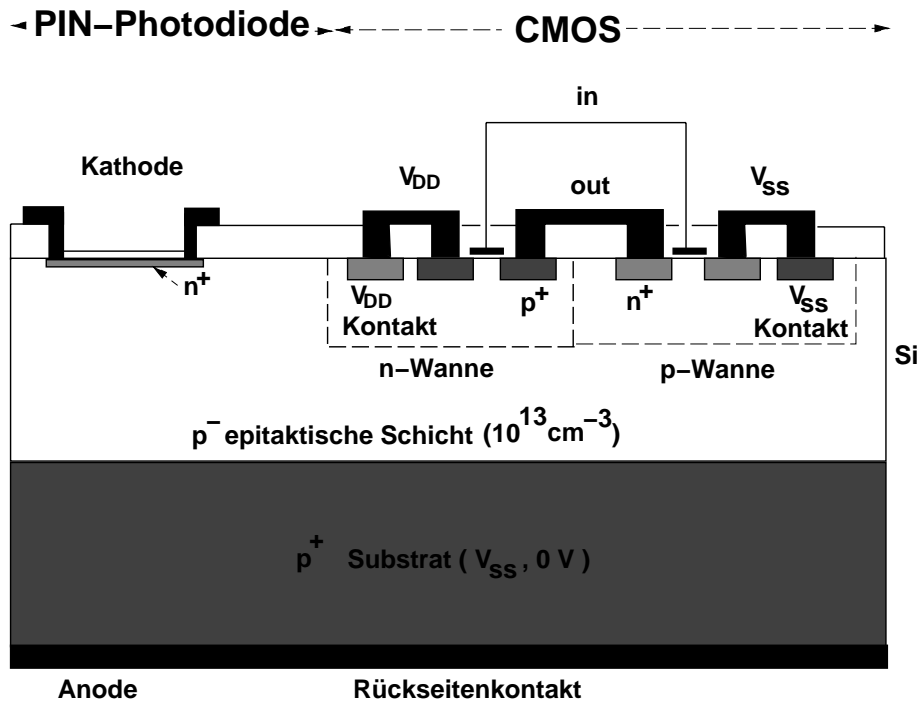 PIN–Photodiode
CMOS
in
Kathode
VDD
out
Vss
n+
VDD
Kontakt
p+
n+
Vss
Kontakt
n–Wanne
p–Wanne
Si
p– epitaktische Schicht (10^13 cm^–3)
p+ Substrat ( Vss , 0 V )
Anode
Rückseitenkontakt